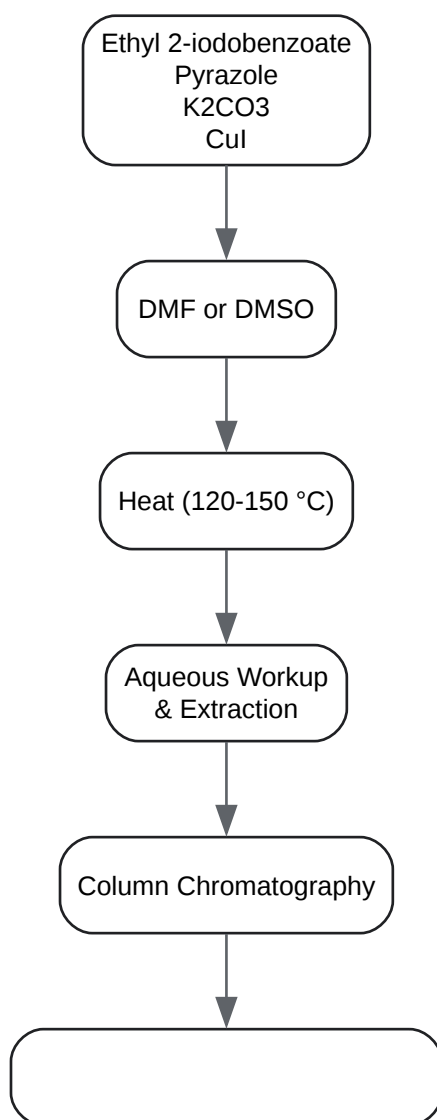 Ethyl 2-iodobenzoate
Pyrazole
K2CO3
CuI
DMF or DMSO
Heat (120-150 °C)
Aqueous Workup
& Extraction
Column Chromatography